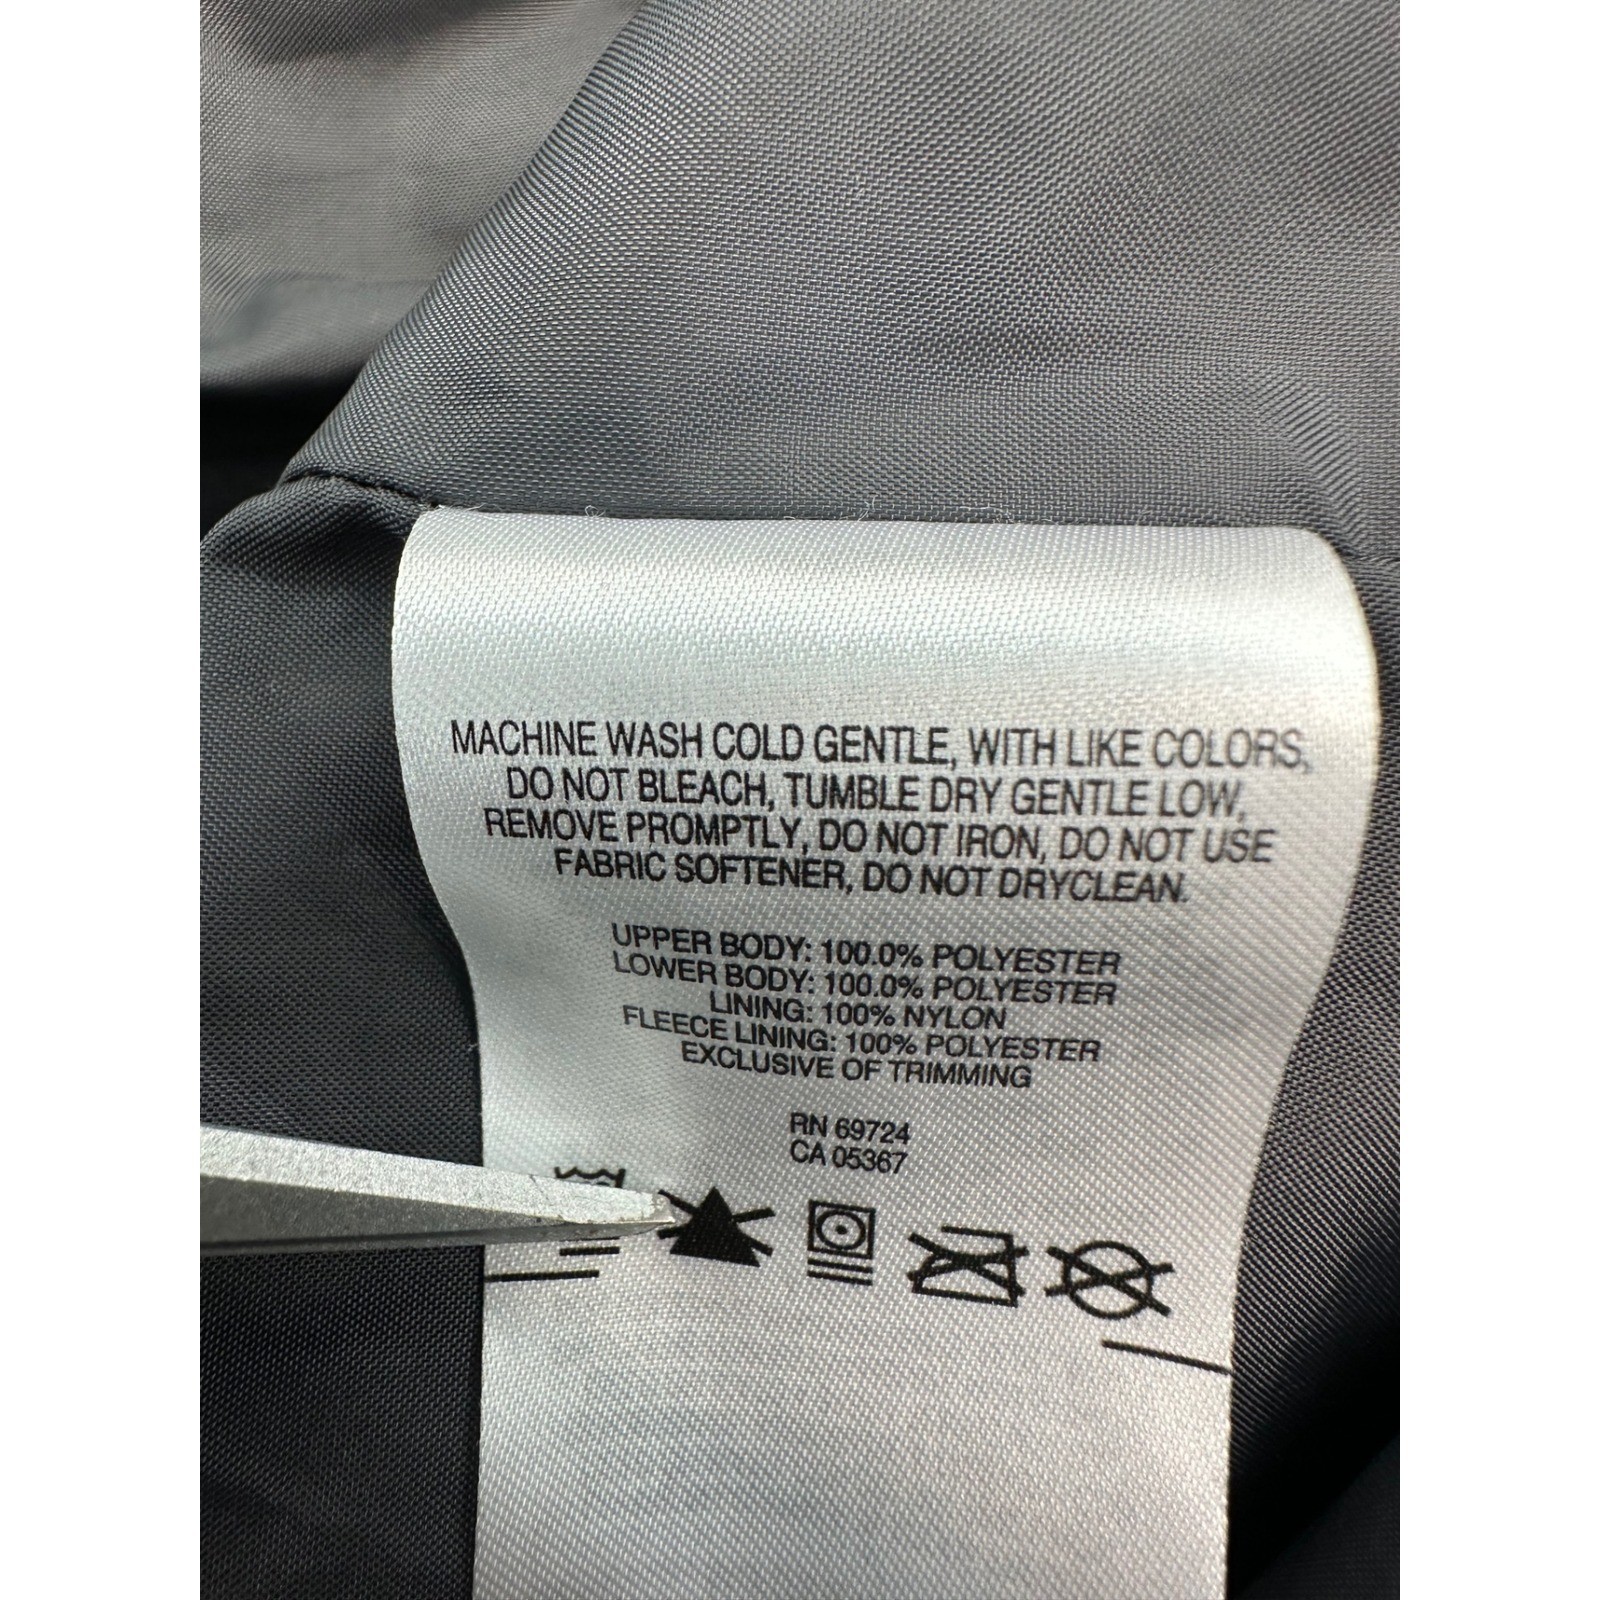 MACHINE WASH COLD GENTLE, WITH LIKE COLORS,
DO NOT BLEACH, TUMBLE DRY GENTLE LOW,
REMOVE PROMPTLY, DO NOT IRON, DO NOT USE
FABRIC SOFTENER, DO NOT DRYCLEAN.
UPPER BODY: 100.0% POLYESTER
LOWER BODY: 100.0% POLYESTER
LINING: 100% NYLON
FLEECE LINING: 100% POLYESTER
EXCLUSIVE OF TRIMMING
RN 69724
CA 05367